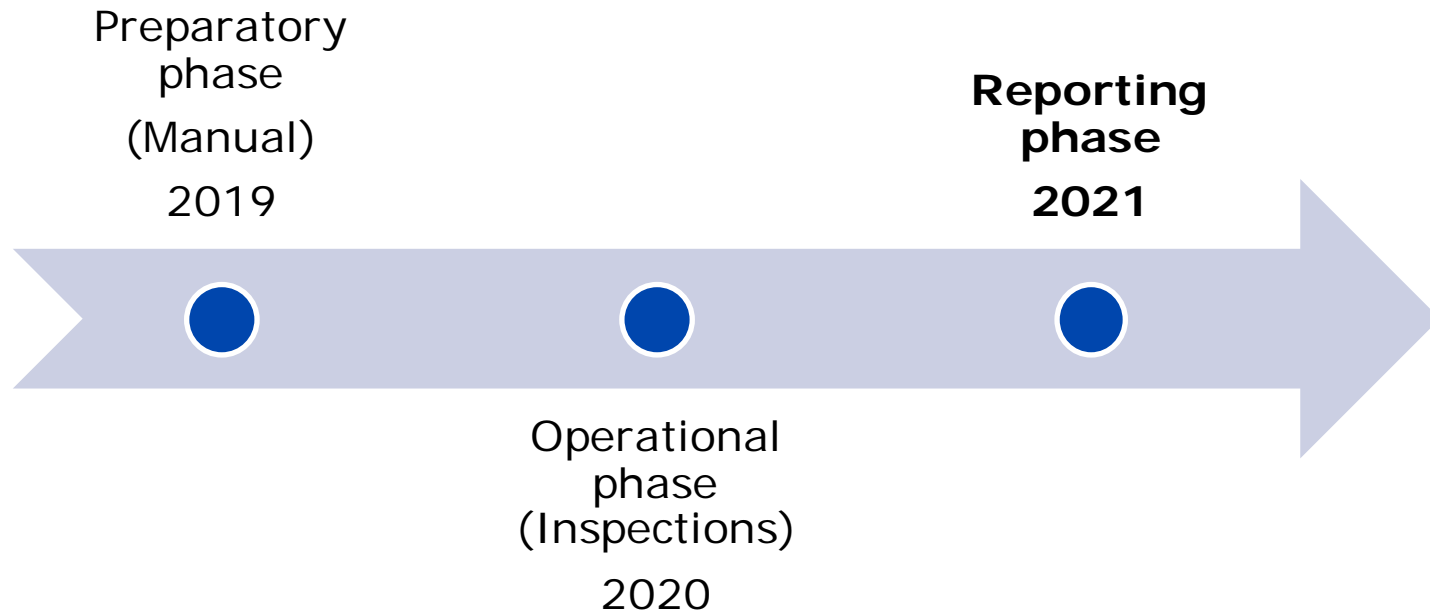 Preparatory
phase
(Manual)
2019
Operational
phase
(Inspections)
2020
Reporting
phase
2021